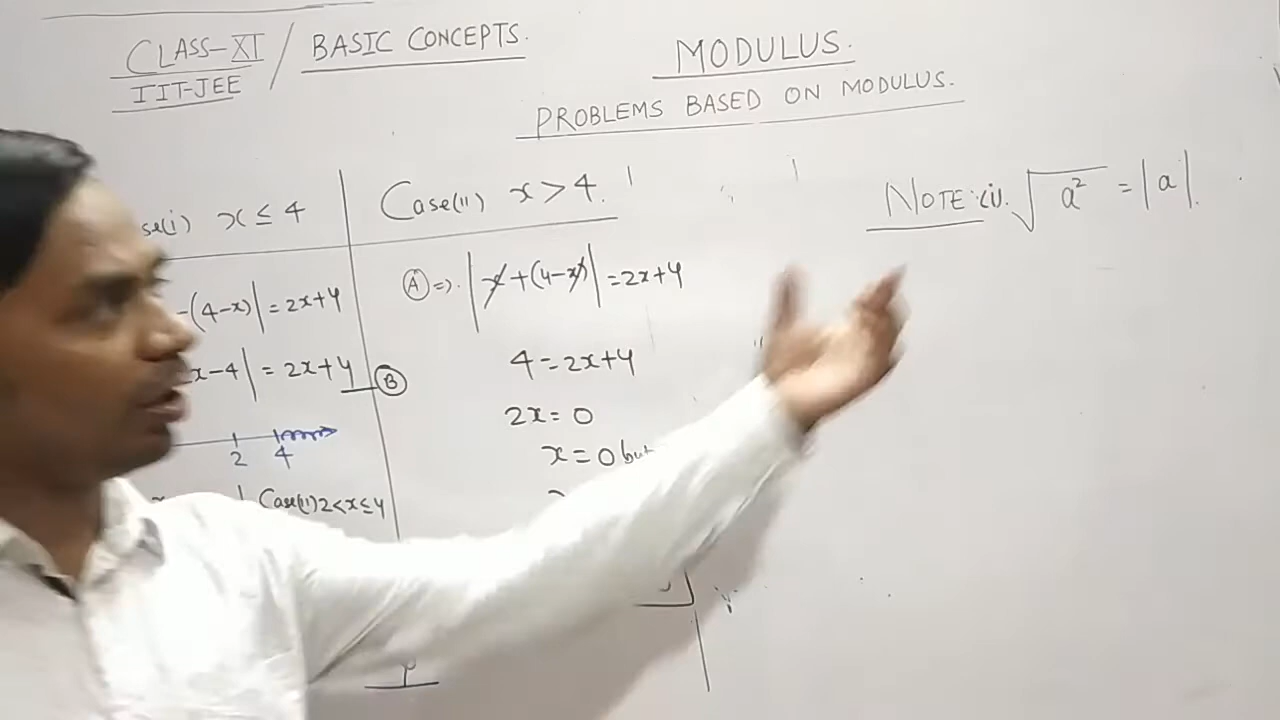 CLASS-XI / BASIC CONCEPTS.
IIT-JEE
MODULUS.
PROBLEMS BASED ON MODULUS.
se(i) x ≤ 4
-(4-x)| = 2x+4
x-4| = 2x+4 B
2 4
Case(ii) 2<x≤4
Case(ii) x > 4.
A ⇒. |x+(4-x)| = 2x+4
4 = 2x+4
2x = 0
x = 0 but
NOTE: (i). √a² = |a|.